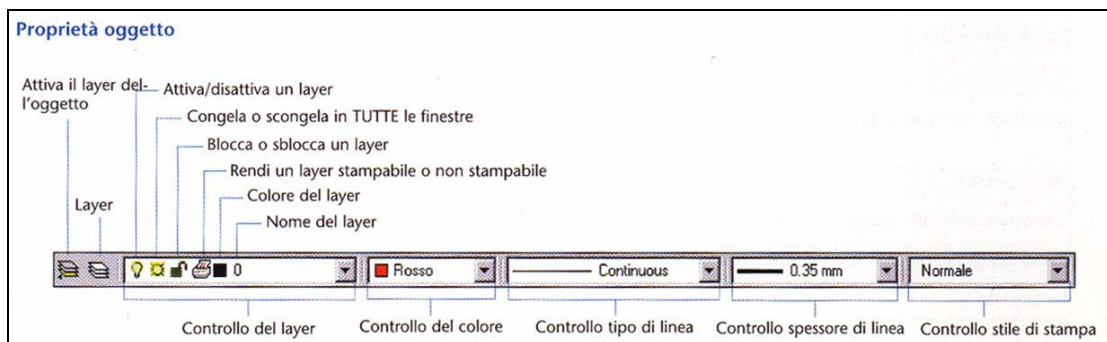 Proprietà oggetto
Attiva il layer del-
l'oggetto
Attiva/disattiva un layer
Congela o scongela in TUTTE le finestre
Blocca o sblocca un layer
Rendi un layer stampabile o non stampabile
Colore del layer
Nome del layer
Layer
0
Rosso
Continuous
0.35 mm
Normale
Controllo del layer
Controllo del colore
Controllo tipo di linea
Controllo spessore di linea
Controllo stile di stampa